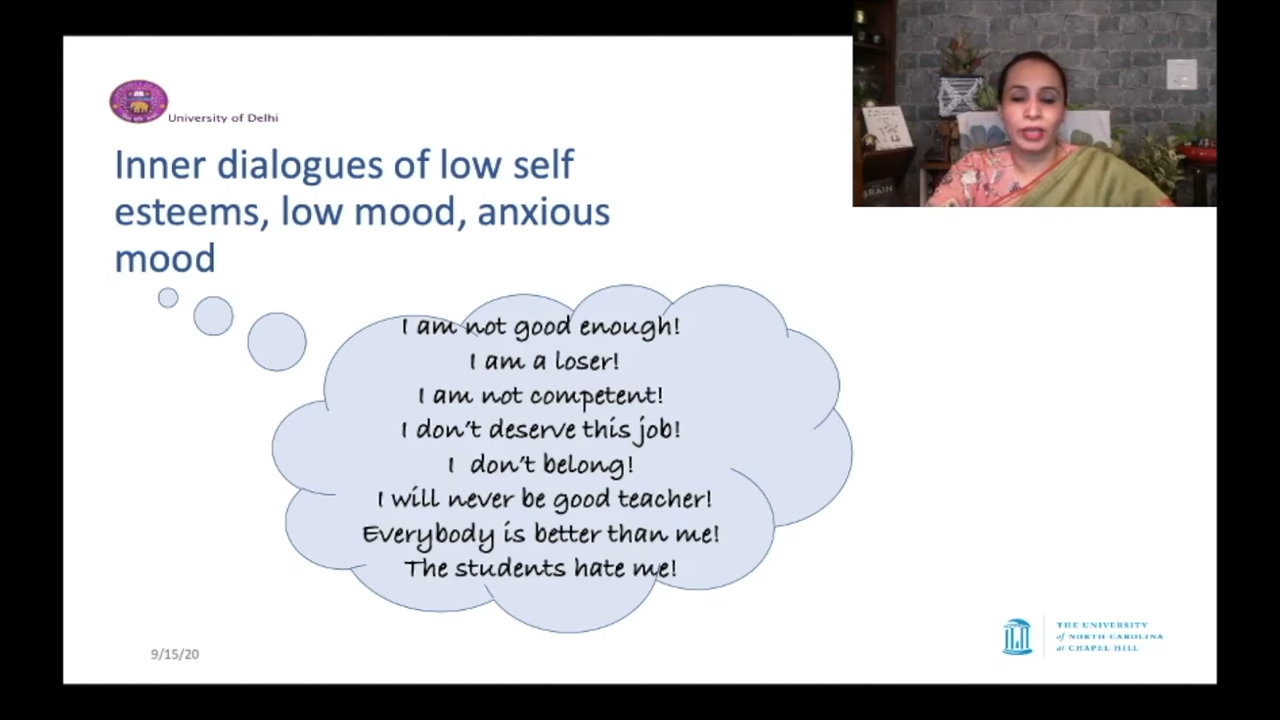 University of Delhi
Inner dialogues of low self
esteems, low mood, anxious
mood
I am not good enough!
I am a loser!
I am not competent!
I don't deserve this job!
I don't belong!
I will never be good teacher!
Everybody is better than me!
The students hate me!
9/15/20
THE UNIVERSITY
of NORTH CAROLINA
at CHAPEL HILL
BRAIN